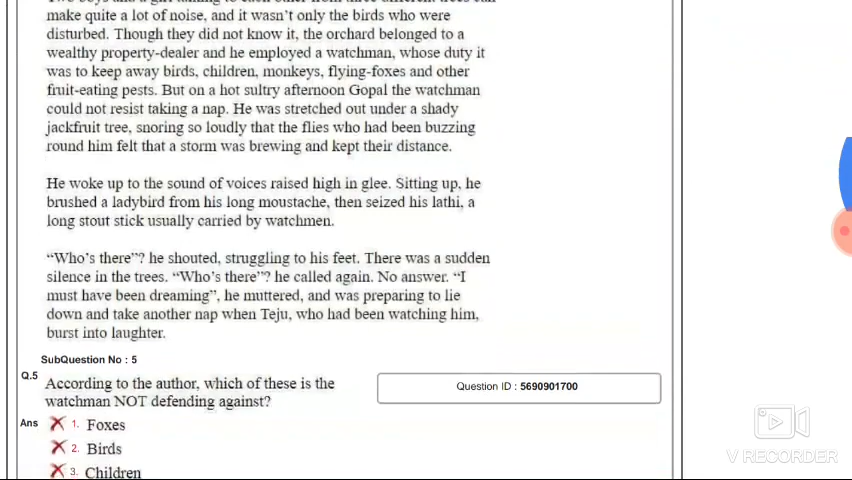 Two boys and a girl talking to each other from three different trees can
make quite a lot of noise, and it wasn't only the birds who were
disturbed. Though they did not know it, the orchard belonged to a
wealthy property-dealer and he employed a watchman, whose duty it
was to keep away birds, children, monkeys, flying-foxes and other
fruit-eating pests. But on a hot sultry afternoon Gopal the watchman
could not resist taking a nap. He was stretched out under a shady
jackfruit tree, snoring so loudly that the flies who had been buzzing
round him felt that a storm was brewing and kept their distance.
He woke up to the sound of voices raised high in glee. Sitting up, he
brushed a ladybird from his long moustache, then seized his lathi, a
long stout stick usually carried by watchmen.
“Who's there”? he shouted, struggling to his feet. There was a sudden
silence in the trees. “Who's there”? he called again. No answer. “I
must have been dreaming”, he muttered, and was preparing to lie
down and take another nap when Teju, who had been watching him,
burst into laughter.
SubQuestion No : 5
Q.5 According to the author, which of these is the
watchman NOT defending against?
Question ID : 5690901700
Ans 1. Foxes
2. Birds
3. Children
V RECORDER